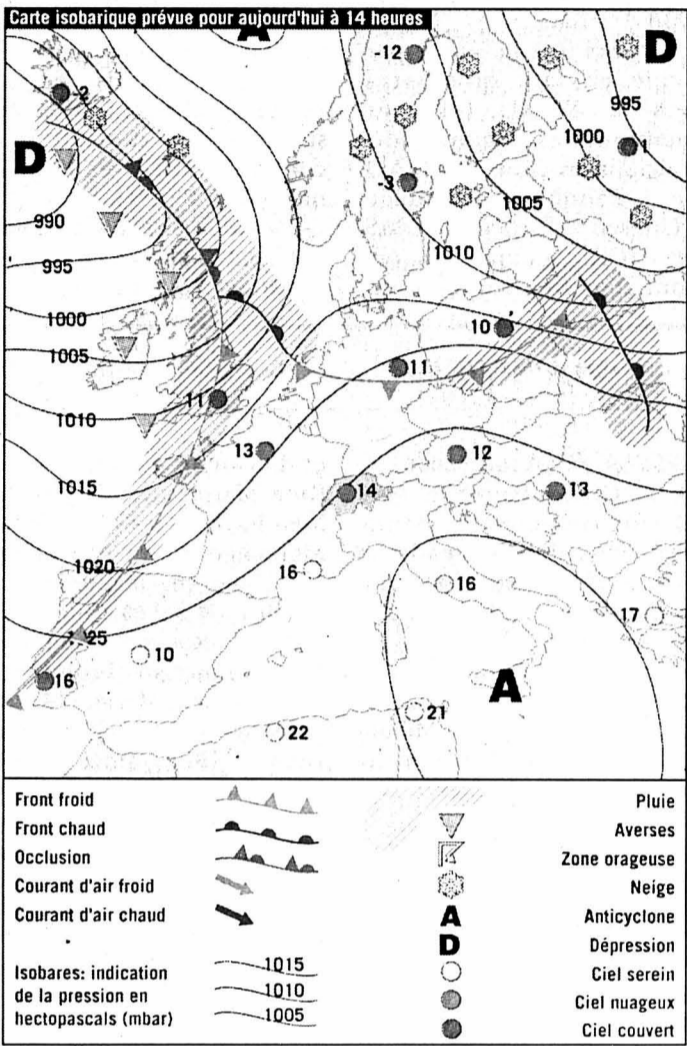 Carte isobarique prévue pour aujourd'hui à 14 heures
A
-12
D
-2
995
1000
1
D
-3
1005
990
1010
995
1000
10
1005
11
1010
11
13
12
1015
14
13
1020
16
16
17
25
10
A
16
21
22
Front froid
Front chaud
Occlusion
Courant d'air froid
Courant d'air chaud
Isobares: indication
de la pression en
hectopascals (mbar)
1015
1010
1005
Pluie
Averses
Zone orageuse
Neige
A Anticyclone
D Dépression
Ciel serein
Ciel nuageux
Ciel couvert